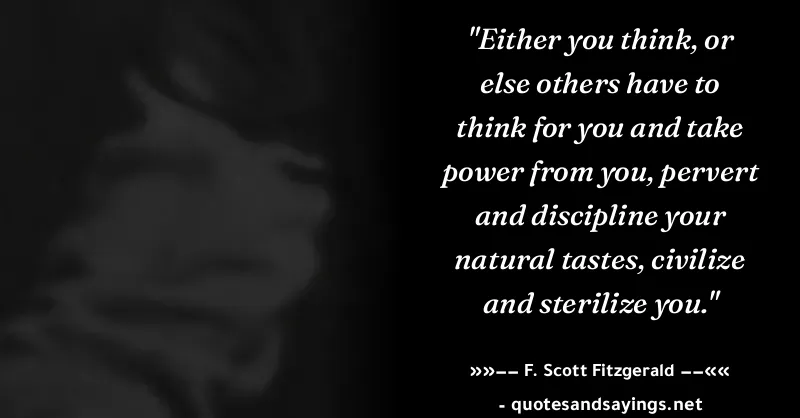 "Either you think, or
else others have to
think for you and take
power from you, pervert
and discipline your
natural tastes, civilize
and sterilize you."
»»–– F. Scott Fitzgerald ––««
- quotesandsayings.net